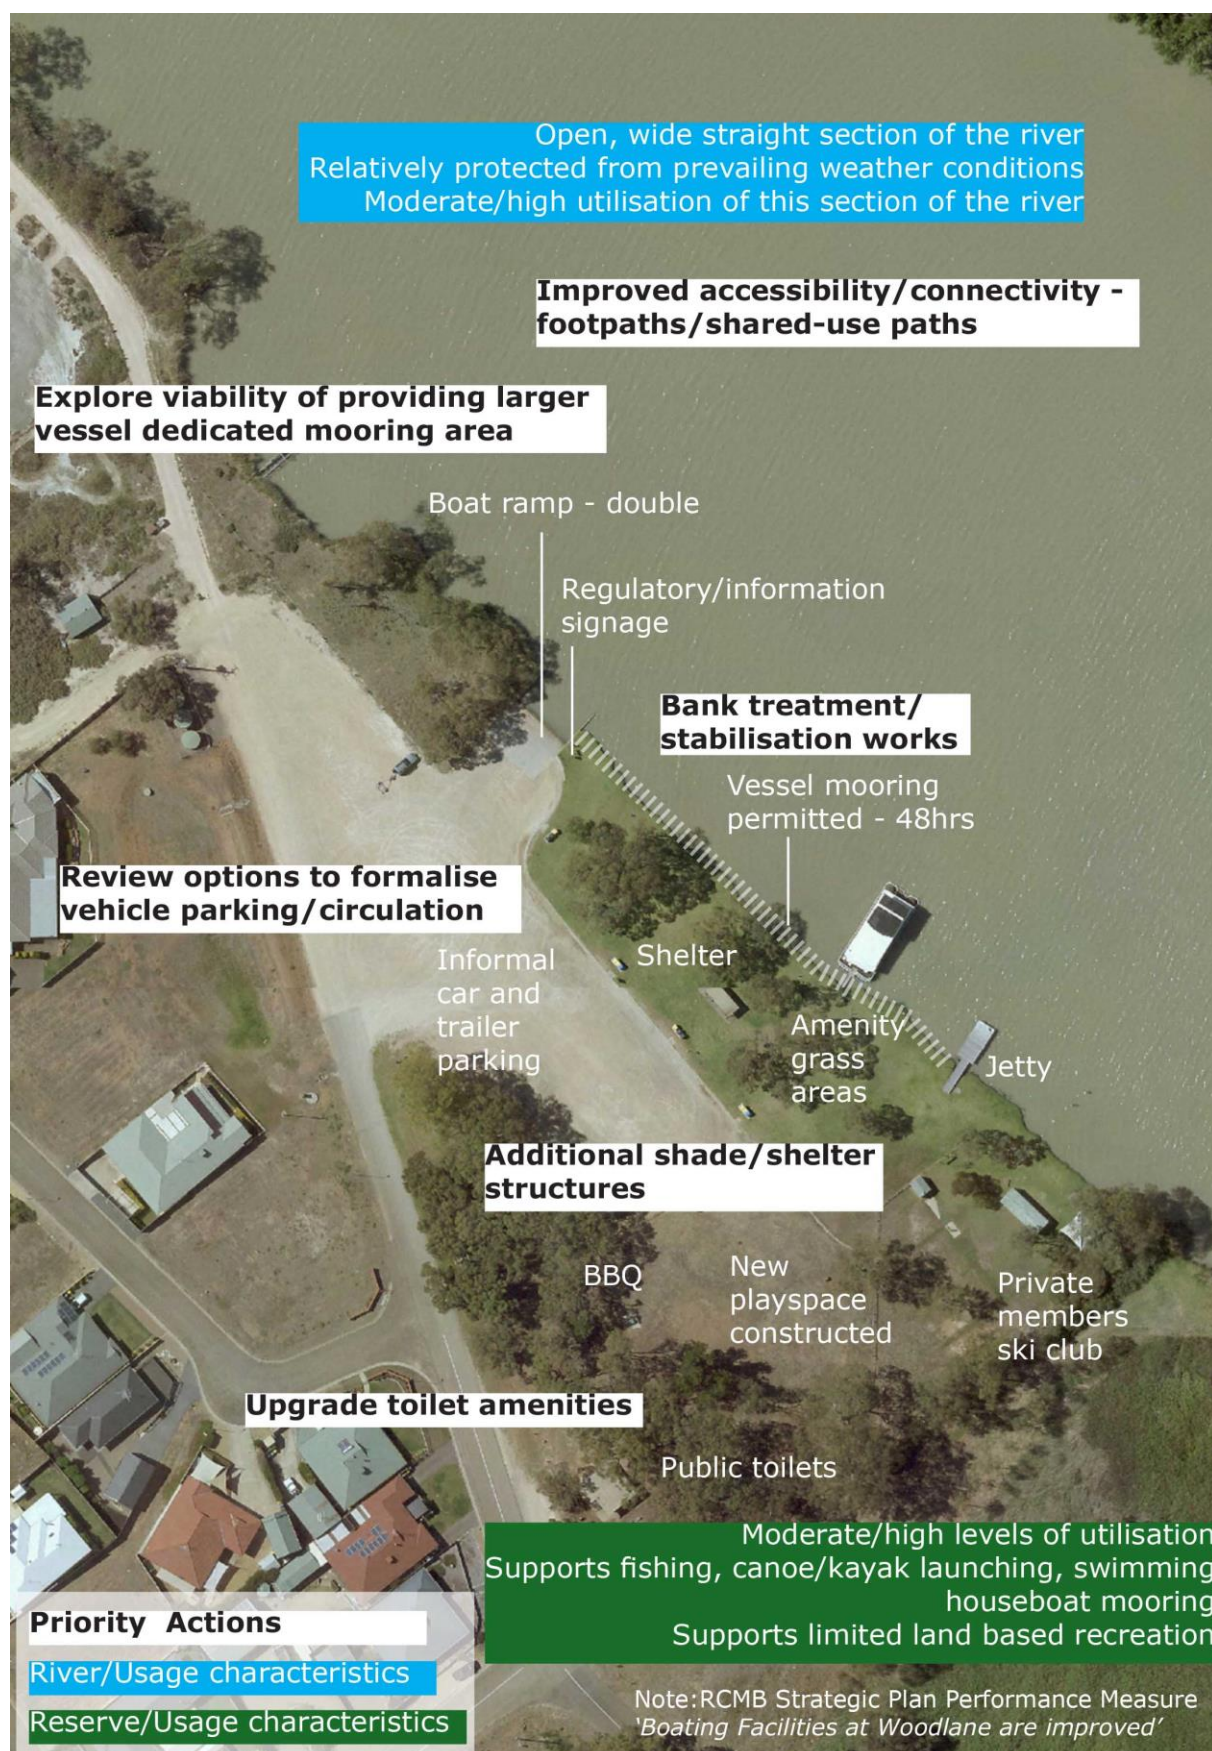 Open, wide straight section of the river
Relatively protected from prevailing weather conditions
Moderate/high utilisation of this section of the river
Improved accessibility/connectivity -
footpaths/shared-use paths
Explore viability of providing larger
vessel dedicated mooring area
Boat ramp - double
Regulatory/information
signage
Bank treatment/
stabilisation works
Vessel mooring
permitted - 48hrs
Review options to formalise
vehicle parking/circulation
Informal
car and
trailer
parking
Shelter
Amenity
grass
areas
Jetty
Additional shade/shelter
structures
BBQ
New
playspace
constructed
Private
members
ski club
Upgrade toilet amenities
Public toilets
Moderate/high levels of utilisation
Supports fishing, canoe/kayak launching, swimming
houseboat mooring
Supports limited land based recreation
Priority  Actions
River/Usage characteristics
Reserve/Usage characteristics
Note:RCMB Strategic Plan Performance Measure
‘Boating Facilities at Woodlane are improved’